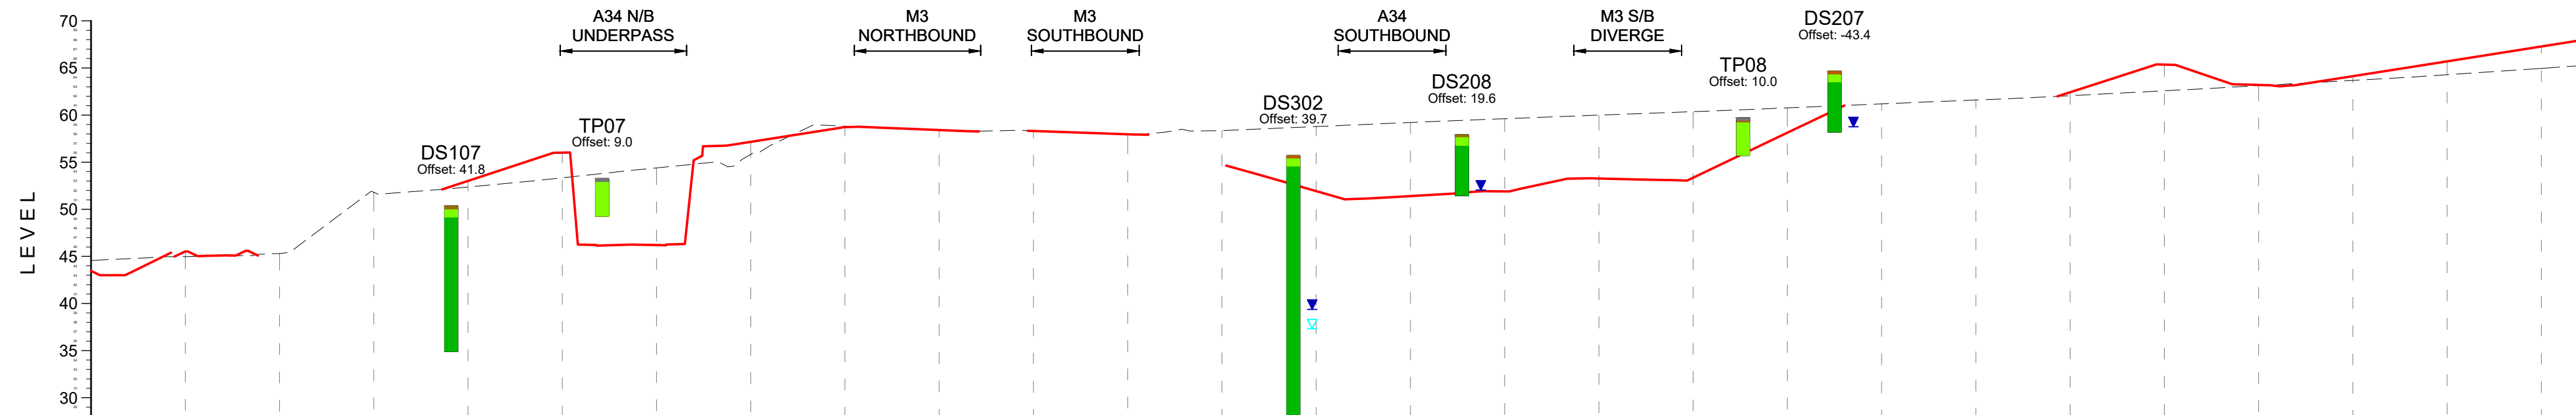 A34 N/B
UNDERPASS
M3
NORTHBOUND
M3
SOUTHBOUND
A34
SOUTHBOUND
M3 S/B
DIVERGE
DS207
Offset: -43.4
TP08
Offset: 10.0
DS208
Offset: 19.6
DS302
Offset: 39.7
TP07
Offset: 9.0
DS107
Offset: 41.8
LEVEL
70
65
60
55
50
45
40
35
30